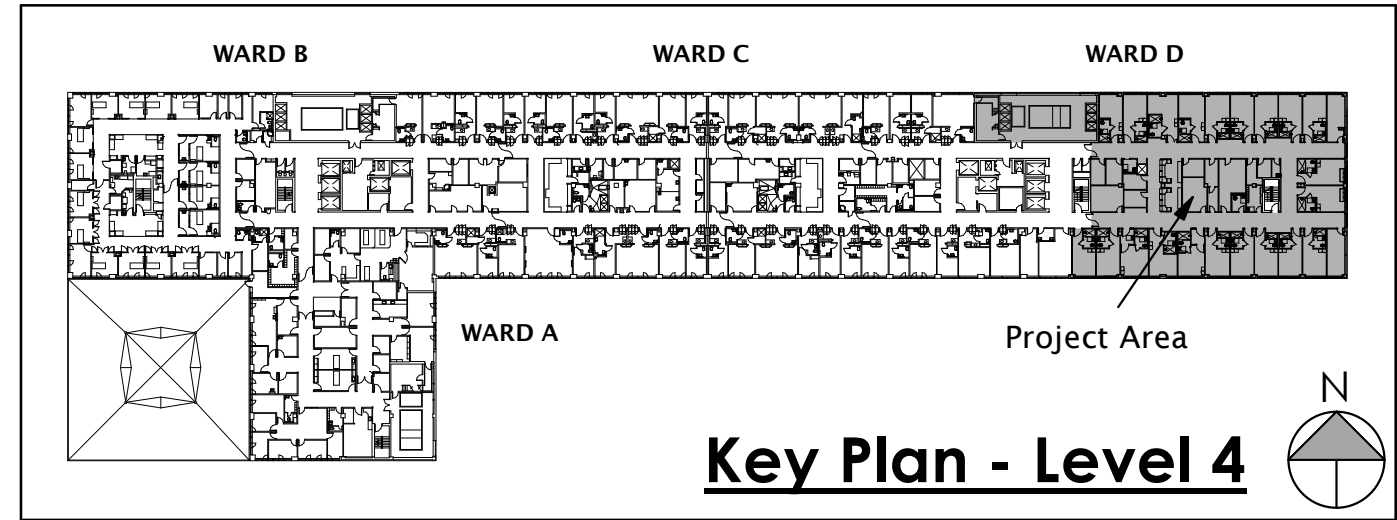 WARD B
WARD C
WARD D
WARD A
Project Area
N
Key Plan - Level 4